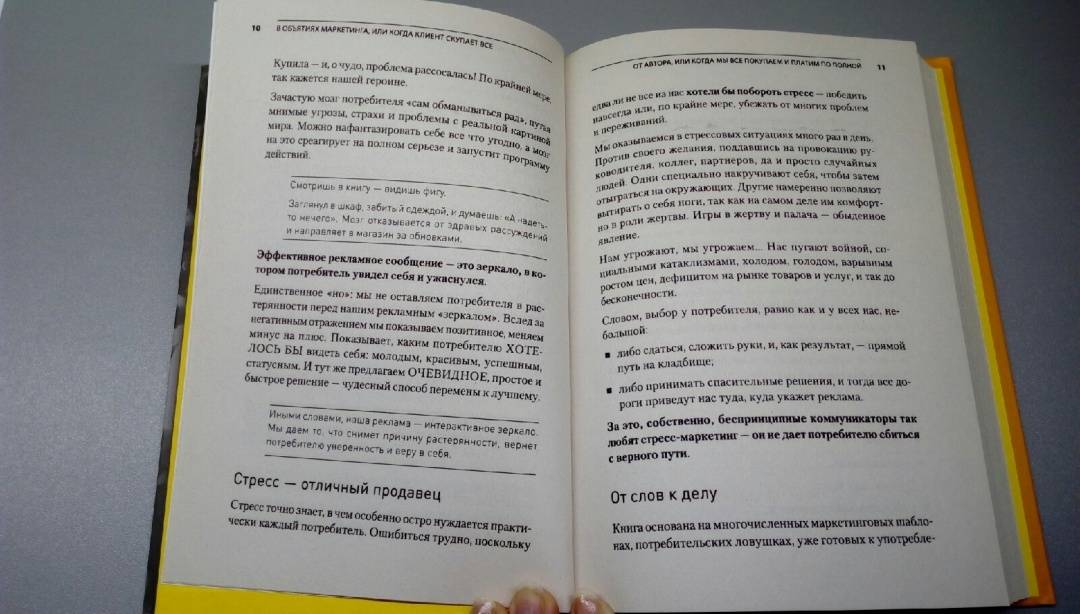 10 В ОБЪЯТИЯХ МАРКЕТИНГА, ИЛИ КОГДА КЛИЕНТ СКУПАЕТ ВСЕ
Купила — и, о чудо, проблема рассосалась! По крайней мере,
так кажется нашей героине.
Зачастую мозг потребителя «сам обманываться рад», путая
мнимые угрозы, страхи и проблемы с реальной картиной
мира. Можно нафантазировать себе все что угодно, а мозг
на это среагирует на полном серьезе и запустит программу
действий.
Смотришь в книгу — видишь фигу.
Заглянул в шкаф, забитый одеждой, и думаешь: «А надеть-
то нечего». Мозг отказывается от здравых рассуждений
и направляет в магазин за обновками.
Эффективное рекламное сообщение — это зеркало, в ко-
тором потребитель увидел себя и ужаснулся.
Единственное «но»: мы не оставляем потребителя в рас-
терянности перед нашим рекламным «зеркалом». Вслед за
негативным отражением мы показываем позитивное, меняем
минус на плюс. Показывает, каким потребителю ХОТЕ-
ЛОСЬ БЫ видеть себя: молодым, красивым, успешным,
статусным. И тут же предлагаем ОЧЕВИДНОЕ, простое и
быстрое решение — чудесный способ перемены к лучшему.
Иными словами, наша реклама — интерактивное зеркало.
Мы даем то, что снимет причину растерянности, вернет
потребителю уверенность и веру в себя.
Стресс — отличный продавец
Стресс точно знает, в чем особенно остро нуждается практи-
чески каждый потребитель. Ошибиться трудно, поскольку
ОТ АВТОРА, ИЛИ КОГДА МЫ ВСЕ ПОКУПАЕМ И ПЛАТИМ ПО ПОЛНОЙ 11
едва ли не все из нас хотели бы побороть стресс — победить
навсегда или, по крайне мере, убежать от многих проблем
и переживаний.
Мы оказываемся в стрессовых ситуациях много раз в день.
Против своего желания, поддавшись на провокацию ру-
ководителя, коллег, партнеров, да и просто случайных
людей. Одни специально накручивают себя, чтобы затем
отыграться на окружающих. Другие намеренно позволяют
вытирать о себя ноги, так как на самом деле им комфорт-
но в роли жертвы. Игры в жертву и палача — обыденное
явление.
Нам угрожают, мы угрожаем... Нас пугают войной, со-
циальными катаклизмами, холодом, голодом, взрывным
ростом цен, дефицитом на рынке товаров и услуг, и так до
бесконечности.
Словом, выбор у потребителя, равно как и у всех нас, не-
большой:
▪ либо сдаться, сложить руки, и, как результат, — прямой
путь на кладбище;
▪ либо принимать спасительные решения, и тогда все до-
роги приведут нас туда, куда укажет реклама.
За это, собственно, беспринципные коммуникаторы так
любят стресс-маркетинг — он не дает потребителю сбиться
с верного пути.
От слов к делу
Книга основана на многочисленных маркетинговых шабло-
нах, потребительских ловушках, уже готовых к употребле-